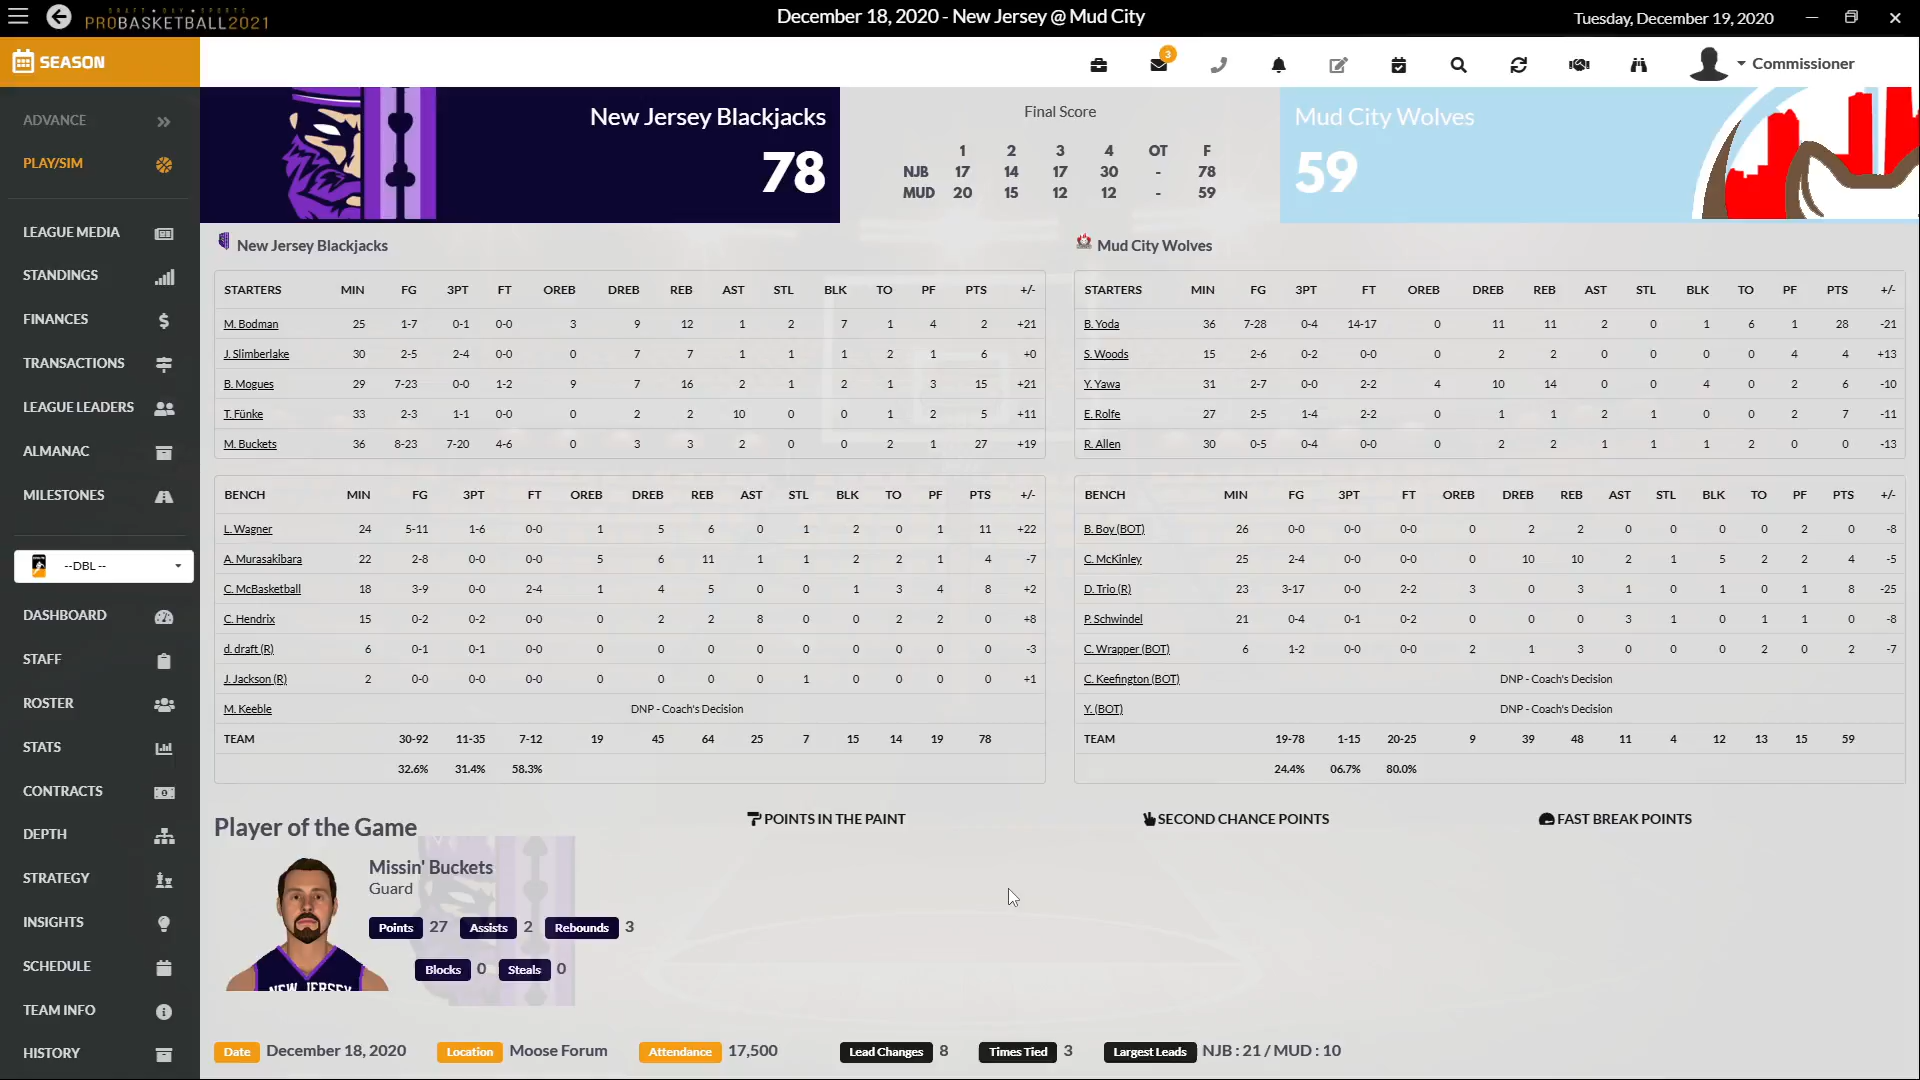 DRAFT • DAY • SPORTS
PROBASKETBALL2021
December 18, 2020 - New Jersey @ Mud City
Tuesday, December 19, 2020
SEASON
3
Commissioner
ADVANCE
PLAY/SIM
LEAGUE MEDIA
STANDINGS
FINANCES
TRANSACTIONS
LEAGUE LEADERS
ALMANAC
MILESTONES
--DBL --
DASHBOARD
STAFF
ROSTER
STATS
CONTRACTS
DEPTH
STRATEGY
INSIGHTS
SCHEDULE
TEAM INFO
HISTORY
New Jersey Blackjacks
78
Final Score
1 2 3 4 OT F
NJB 17 14 17 30 - 78
MUD 20 15 12 12 - 59
Mud City Wolves
59
New Jersey Blackjacks
STARTERS MIN FG 3PT FT OREB DREB REB AST STL BLK TO PF PTS +/-
M. Bodman 25 1-7 0-1 0-0 3 9 12 1 2 7 1 4 2 +21
J. Slimberlake 30 2-5 2-4 0-0 0 7 7 1 1 1 2 1 6 +0
B. Mogues 29 7-23 0-0 1-2 9 7 16 2 1 2 1 3 15 +21
T. Fünke 33 2-3 1-1 0-0 0 2 2 10 0 0 1 2 5 +11
M. Buckets 36 8-23 7-20 4-6 0 3 3 2 0 0 2 1 27 +19
BENCH MIN FG 3PT FT OREB DREB REB AST STL BLK TO PF PTS +/-
L. Wagner 24 5-11 1-6 0-0 1 5 6 0 1 2 0 1 11 +22
A. Murasakibara 22 2-8 0-0 0-0 5 6 11 1 1 2 2 1 4 -7
C. McBasketball 18 3-9 0-0 2-4 1 4 5 0 0 1 3 4 8 +2
C. Hendrix 15 0-2 0-2 0-0 0 2 2 8 0 0 2 2 0 +8
d. draft (R) 6 0-1 0-1 0-0 0 0 0 0 0 0 0 0 0 -3
J. Jackson (R) 2 0-0 0-0 0-0 0 0 0 0 1 0 0 0 0 +1
M. Keeble DNP - Coach's Decision
TEAM 30-92 11-35 7-12 19 45 64 25 7 15 14 19 78
32.6% 31.4% 58.3%
Mud City Wolves
STARTERS MIN FG 3PT FT OREB DREB REB AST STL BLK TO PF PTS +/-
B. Yoda 36 7-28 0-4 14-17 0 11 11 2 0 1 6 1 28 -21
S. Woods 15 2-6 0-2 0-0 0 2 2 0 0 0 0 4 4 +13
Y. Yawa 31 2-7 0-0 2-2 4 10 14 0 0 4 0 2 6 -10
E. Rolfe 27 2-5 1-4 2-2 0 1 1 2 1 0 0 2 7 -11
R. Allen 30 0-5 0-4 0-0 0 2 2 1 1 1 2 0 0 -13
BENCH MIN FG 3PT FT OREB DREB REB AST STL BLK TO PF PTS +/-
B. Boy (BOT) 26 0-0 0-0 0-0 0 2 2 0 0 0 0 2 0 -8
C. McKinley 25 2-4 0-0 0-0 0 10 10 2 1 5 2 2 4 -5
D. Trio (R) 23 3-17 0-0 2-2 3 0 3 1 0 1 0 1 8 -25
P. Schwindel 21 0-4 0-1 0-2 0 0 0 3 1 0 1 1 0 -8
C. Wrapper (BOT) 6 1-2 0-0 0-0 2 1 3 0 0 0 2 0 2 -7
C. Keefington (BOT) DNP - Coach's Decision
Y. (BOT) DNP - Coach's Decision
TEAM 19-78 1-15 20-25 9 39 48 11 4 12 13 15 59
24.4% 06.7% 80.0%
Player of the Game
POINTS IN THE PAINT
SECOND CHANCE POINTS
FAST BREAK POINTS
Missin' Buckets
Guard
Points 27 Assists 2 Rebounds 3
Blocks 0 Steals 0
NEW JERSEY
Date December 18, 2020 Location Moose Forum Attendance 17,500 Lead Changes 8 Times Tied 3 Largest Leads NJB : 21 / MUD : 10